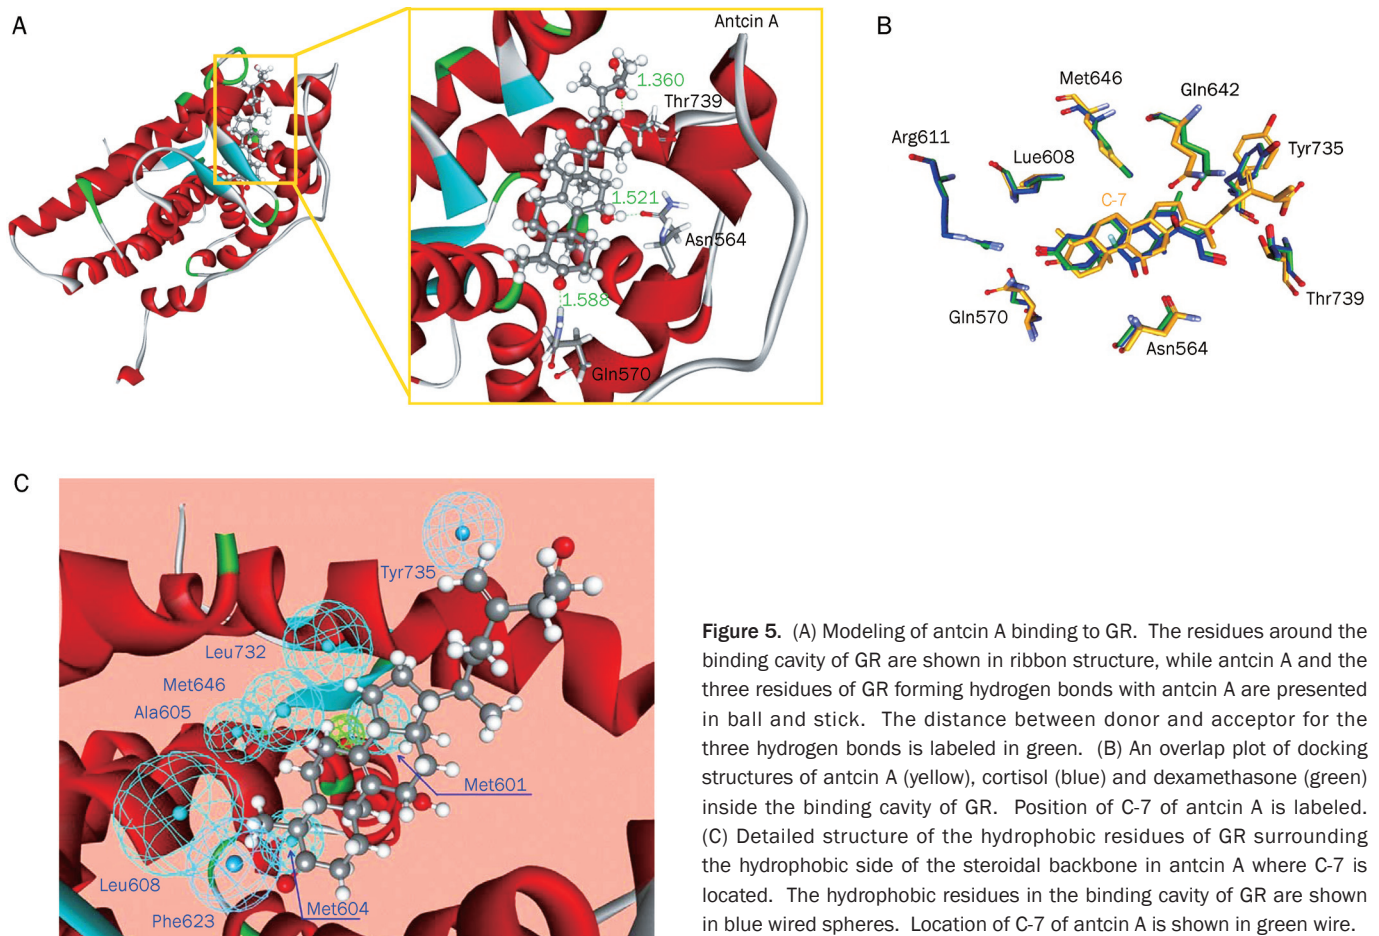 A
Antcin A
1.360
Thr739
1.521
Asn564
1.588
Gln570
B
Met646
Gln642
Arg611
Lue608
Tyr735
C-7
Gln570
Thr739
Asn564
C
Tyr735
Leu732
Met646
Ala605
Met601
Leu608
Met604
Phe623
Figure 5. (A) Modeling of antcin A binding to GR. The residues around the
binding cavity of GR are shown in ribbon structure, while antcin A and the
three residues of GR forming hydrogen bonds with antcin A are presented
in ball and stick. The distance between donor and acceptor for the
three hydrogen bonds is labeled in green. (B) An overlap plot of docking
structures of antcin A (yellow), cortisol (blue) and dexamethasone (green)
inside the binding cavity of GR. Position of C-7 of antcin A is labeled.
(C) Detailed structure of the hydrophobic residues of GR surrounding
the hydrophobic side of the steroidal backbone in antcin A where C-7 is
located. The hydrophobic residues in the binding cavity of GR are shown
in blue wired spheres. Location of C-7 of antcin A is shown in green wire.